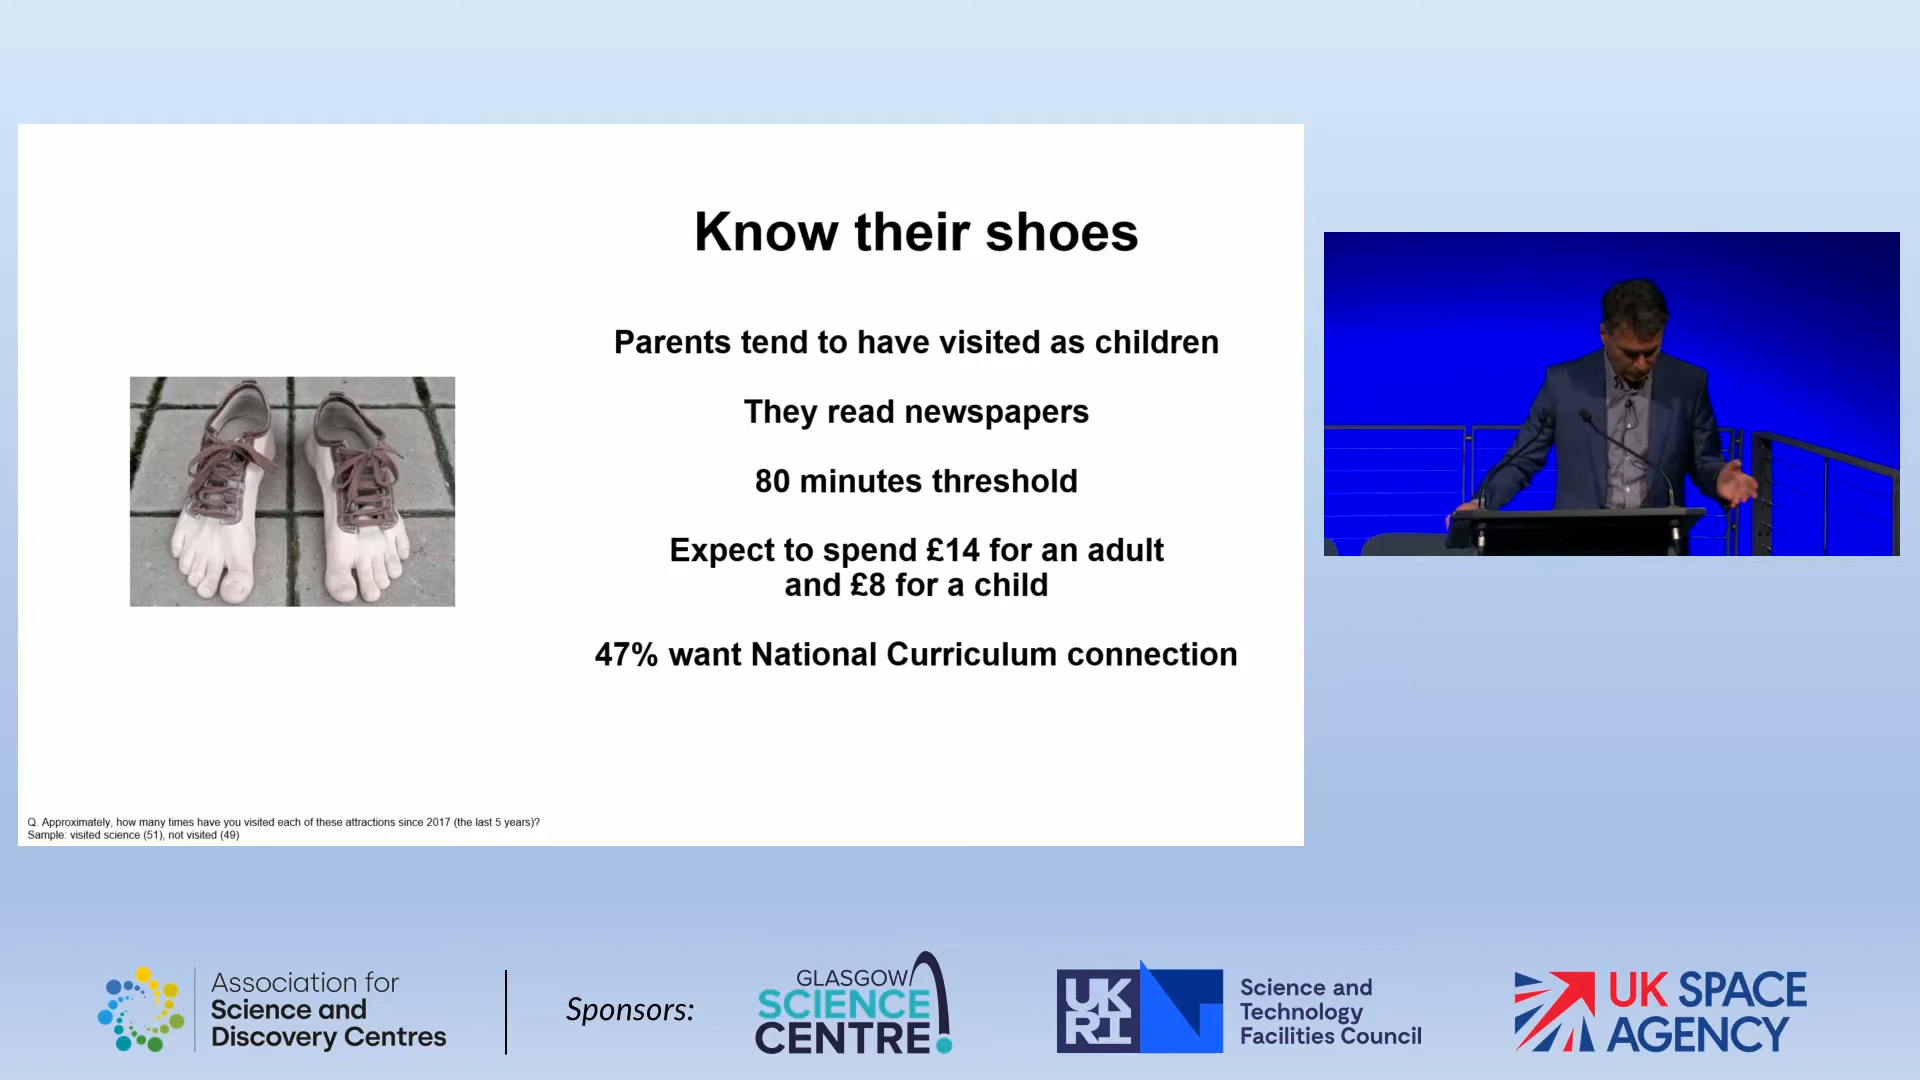 Know their shoes
Parents tend to have visited as children
They read newspapers
80 minutes threshold
Expect to spend £14 for an adult
and £8 for a child
47% want National Curriculum connection
Q. Approximately, how many times have you visited each of these attractions since 2017 (the last 5 years)?
Sample: visited science (51), not visited (49)
Association for
Science and
Discovery Centres
Sponsors:
GLASGOW
SCIENCE
CENTRE
UK
RI
Science and
Technology
Facilities Council
UK SPACE
AGENCY